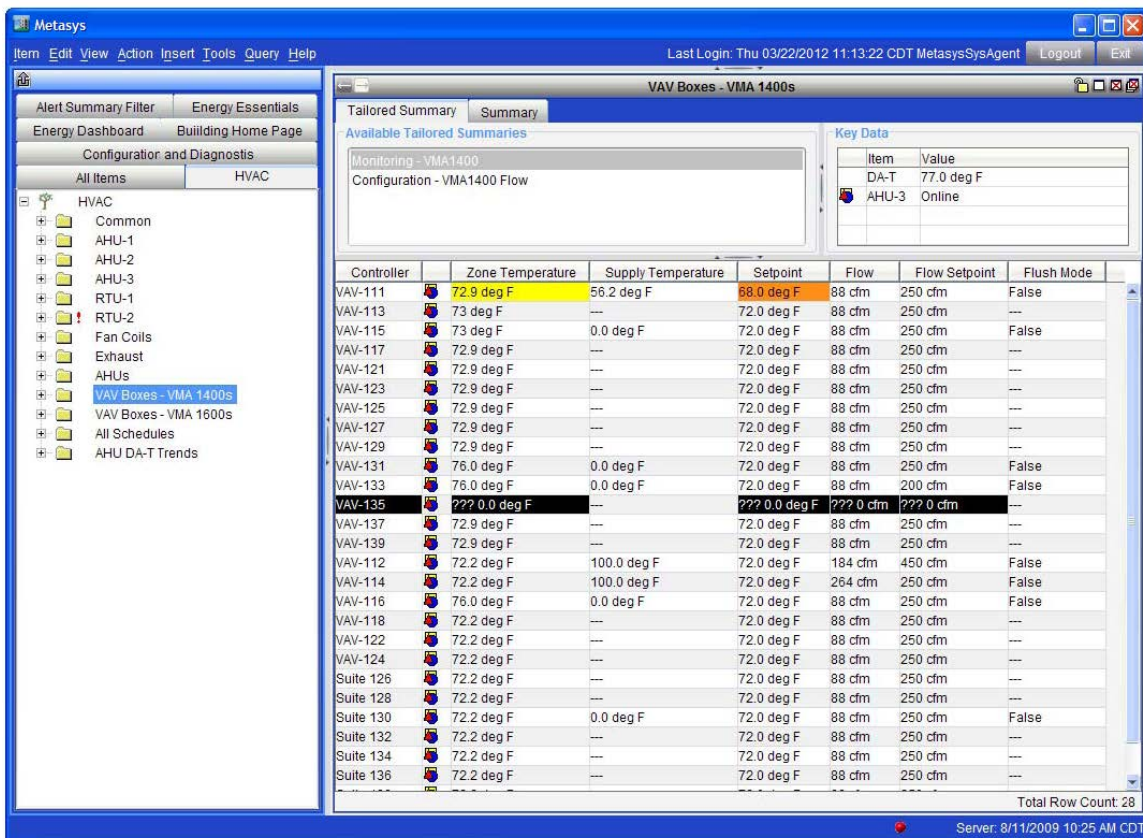 Metasys
Item Edit View Action Insert Tools Query Help
Last Login: Thu 03/22/2012 11:13:22 CDT MetasysSysAgent Logout Exit
Alert Summary Filter Energy Essentials
Energy Dashboard Buiilding Home Page
Configuration and Diagnostis
All Items HVAC
HVAC
Common
AHU-1
AHU-2
AHU-3
RTU-1
! RTU-2
Fan Coils
Exhaust
AHUs
VAV Boxes - VMA 1400s
VAV Boxes - VMA 1600s
All Schedules
AHU DA-T Trends
VAV Boxes - VMA 1400s
Tailored Summary Summary
Available Tailored Summaries
Monitoring - VMA1400
Configuration - VMA1400 Flow
Key Data
Item Value
DA-T 77.0 deg F
AHU-3 Online
Controller Zone Temperature Supply Temperature Setpoint Flow Flow Setpoint Flush Mode
VAV-111 72.9 deg F 56.2 deg F 68.0 deg F 88 cfm 250 cfm False
VAV-113 73 deg F --- 72.0 deg F 88 cfm 250 cfm ---
VAV-115 73 deg F 0.0 deg F 72.0 deg F 88 cfm 250 cfm False
VAV-117 72.9 deg F --- 72.0 deg F 88 cfm 250 cfm ---
VAV-121 72.9 deg F --- 72.0 deg F 88 cfm 250 cfm ---
VAV-123 72.9 deg F --- 72.0 deg F 88 cfm 250 cfm ---
VAV-125 72.9 deg F --- 72.0 deg F 88 cfm 250 cfm ---
VAV-127 72.9 deg F --- 72.0 deg F 88 cfm 250 cfm ---
VAV-129 72.9 deg F --- 72.0 deg F 88 cfm 250 cfm ---
VAV-131 76.0 deg F 0.0 deg F 72.0 deg F 88 cfm 250 cfm False
VAV-133 76.0 deg F 0.0 deg F 72.0 deg F 88 cfm 200 cfm False
VAV-135 ??? 0.0 deg F --- ??? 0.0 deg F ??? 0 cfm ??? 0 cfm ---
VAV-137 72.9 deg F --- 72.0 deg F 88 cfm 250 cfm ---
VAV-139 72.9 deg F --- 72.0 deg F 88 cfm 250 cfm ---
VAV-112 72.2 deg F 100.0 deg F 72.0 deg F 184 cfm 450 cfm False
VAV-114 72.2 deg F 100.0 deg F 72.0 deg F 264 cfm 250 cfm False
VAV-116 76.0 deg F 0.0 deg F 72.0 deg F 88 cfm 250 cfm False
VAV-118 72.2 deg F --- 72.0 deg F 88 cfm 250 cfm ---
VAV-122 72.2 deg F --- 72.0 deg F 88 cfm 250 cfm ---
VAV-124 72.2 deg F --- 72.0 deg F 88 cfm 250 cfm ---
Suite 126 72.2 deg F --- 72.0 deg F 88 cfm 250 cfm ---
Suite 128 72.2 deg F --- 72.0 deg F 88 cfm 250 cfm ---
Suite 130 72.2 deg F 0.0 deg F 72.0 deg F 88 cfm 250 cfm False
Suite 132 72.2 deg F --- 72.0 deg F 88 cfm 250 cfm ---
Suite 134 72.2 deg F --- 72.0 deg F 88 cfm 250 cfm ---
Suite 136 72.2 deg F --- 72.0 deg F 88 cfm 250 cfm ---
Total Row Count: 28
Server: 8/11/2009 10:25 AM CDT